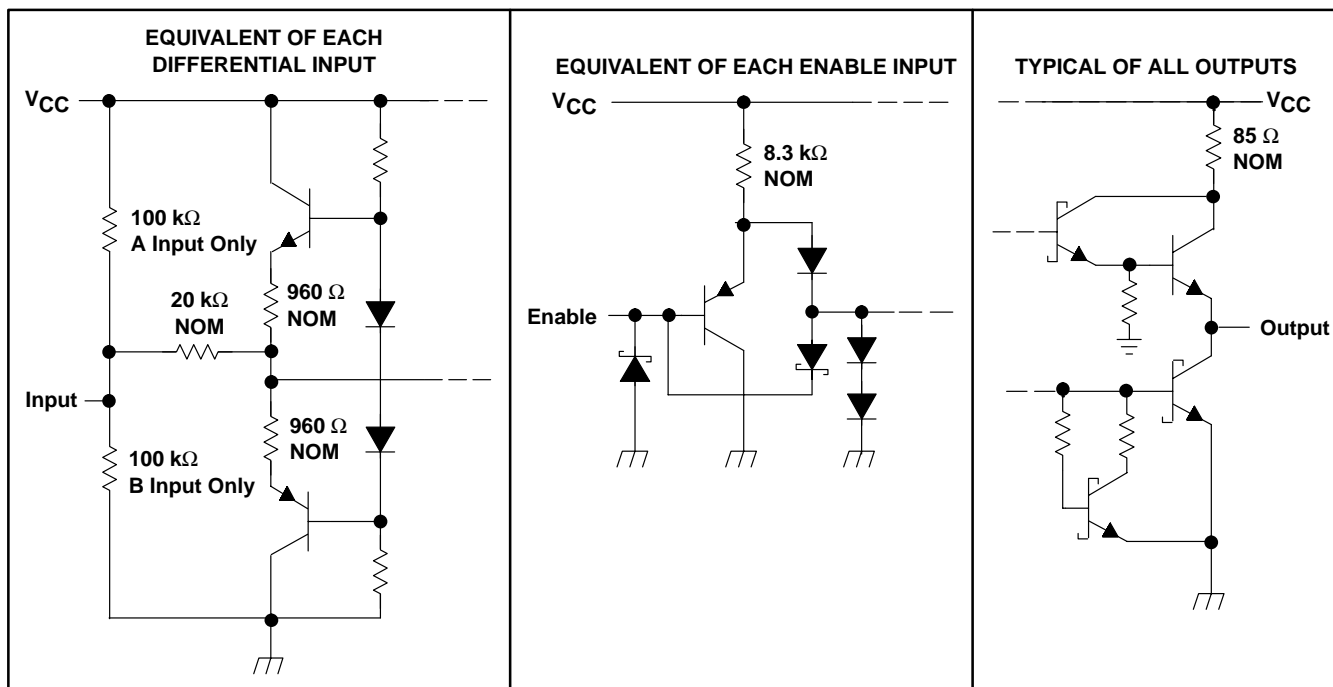 EQUIVALENT OF EACH
DIFFERENTIAL INPUT
VCC
100 kΩ
A Input Only
20 kΩ
NOM
960 Ω
NOM
Input
960 Ω
NOM
100 kΩ
B Input Only
EQUIVALENT OF EACH ENABLE INPUT
VCC
8.3 kΩ
NOM
Enable
TYPICAL OF ALL OUTPUTS
VCC
85 Ω
NOM
Output